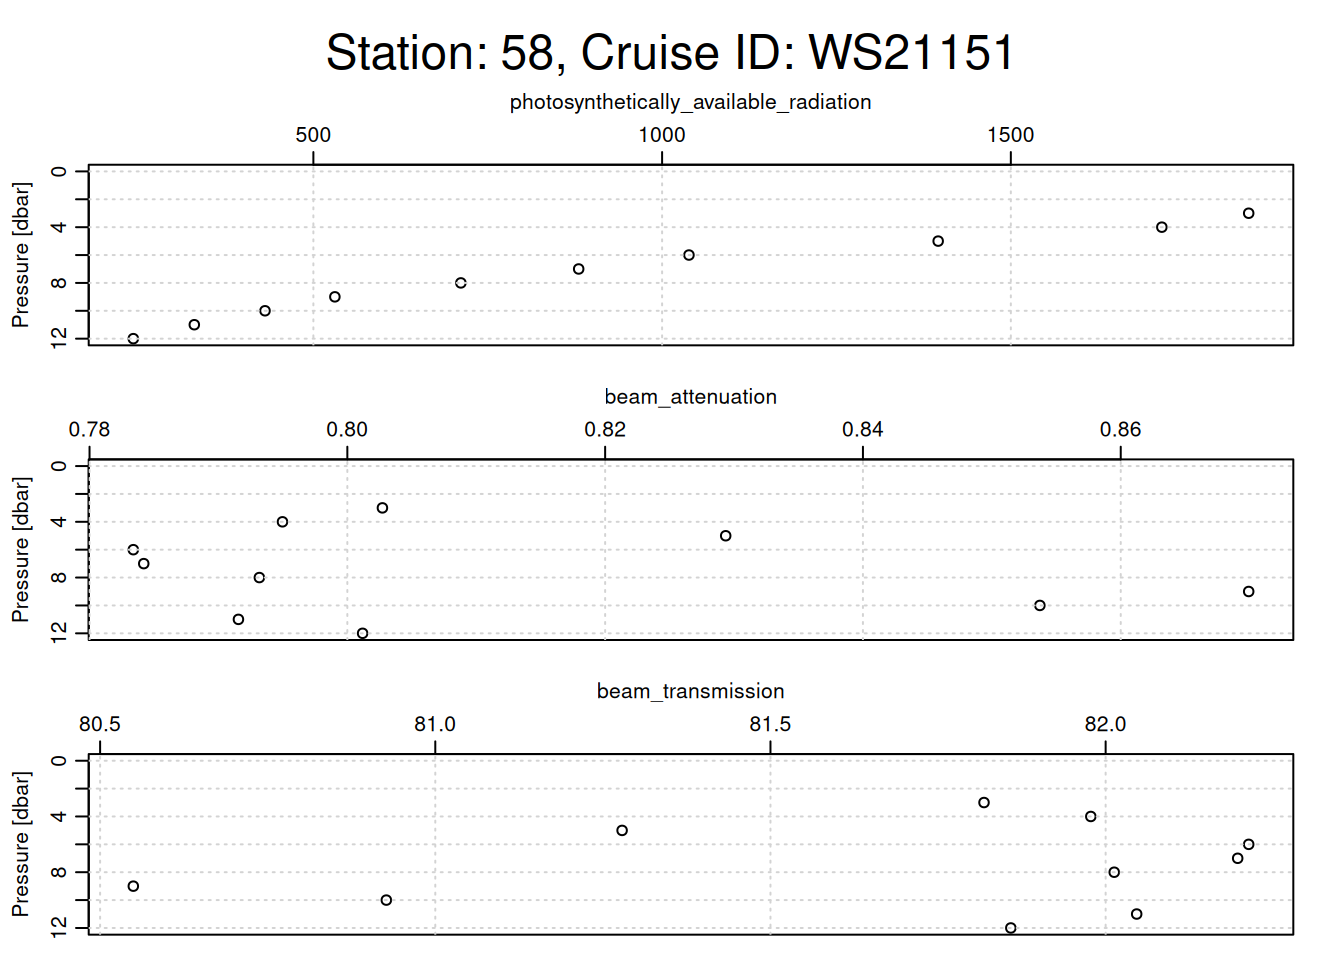 Station: 58, Cruise ID: WS21151
photosynthetically_available_radiation
500 1000 1500
Pressure [dbar]
0
4
8
12
beam_attenuation
0.78 0.80 0.82 0.84 0.86
Pressure [dbar]
0
4
8
12
beam_transmission
80.5 81.0 81.5 82.0
Pressure [dbar]
0
4
8
12